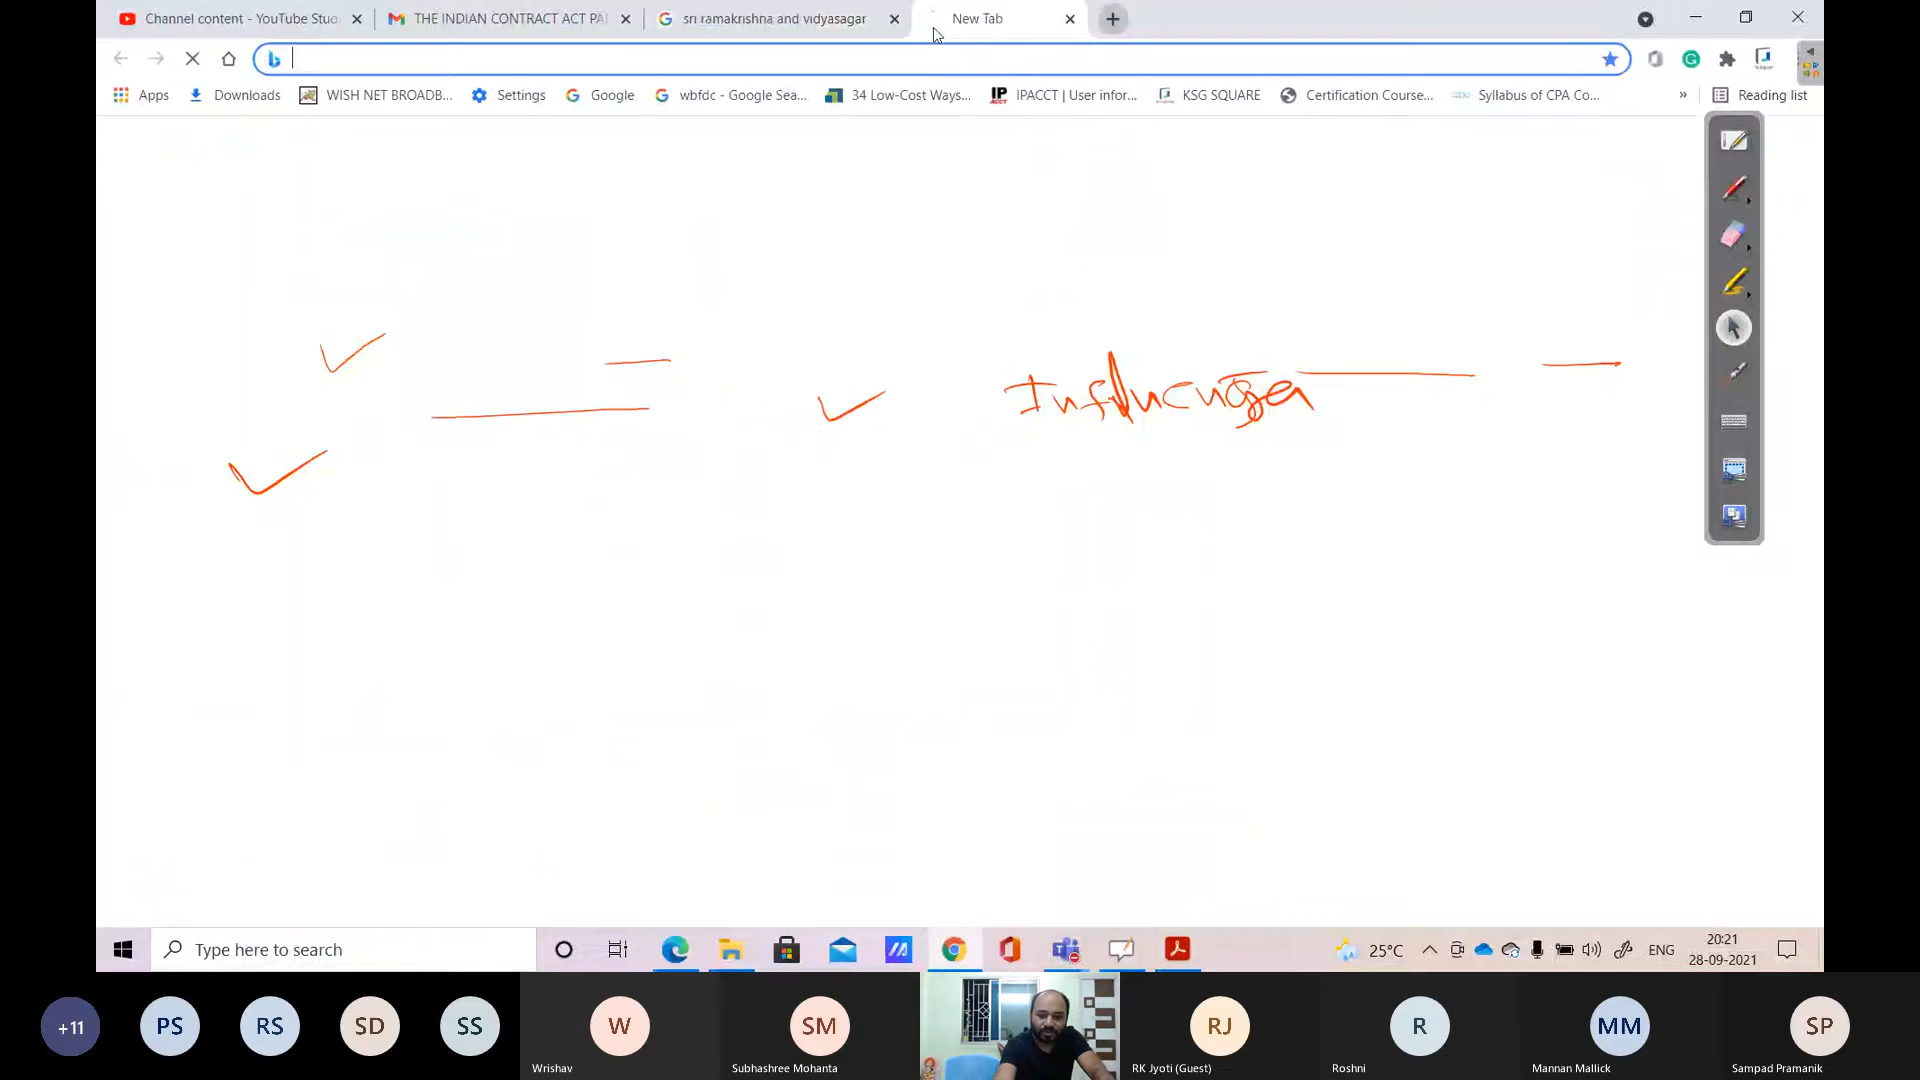 Channel content - YouTube Stu
THE INDIAN CONTRACT ACT PA
sri ramakrishna and vidyasagar
New Tab
Apps
Downloads
WISH NET BROADB...
Settings
Google
wbfdc - Google Sea...
34 Low-Cost Ways...
IPACCT | User infor...
KSG SQUARE
Certification Course...
Syllabus of CPA Co...
»
Reading list
Type here to search
25°C
ENG
20:21
28-09-2021
+11
PS
RS
SD
SS
W
SM
RJ
R
MM
SP
Wrishav
Subhashree Mohanta
RK Jyoti (Guest)
Roshni
Mannan Mallick
Sampad Pramanik